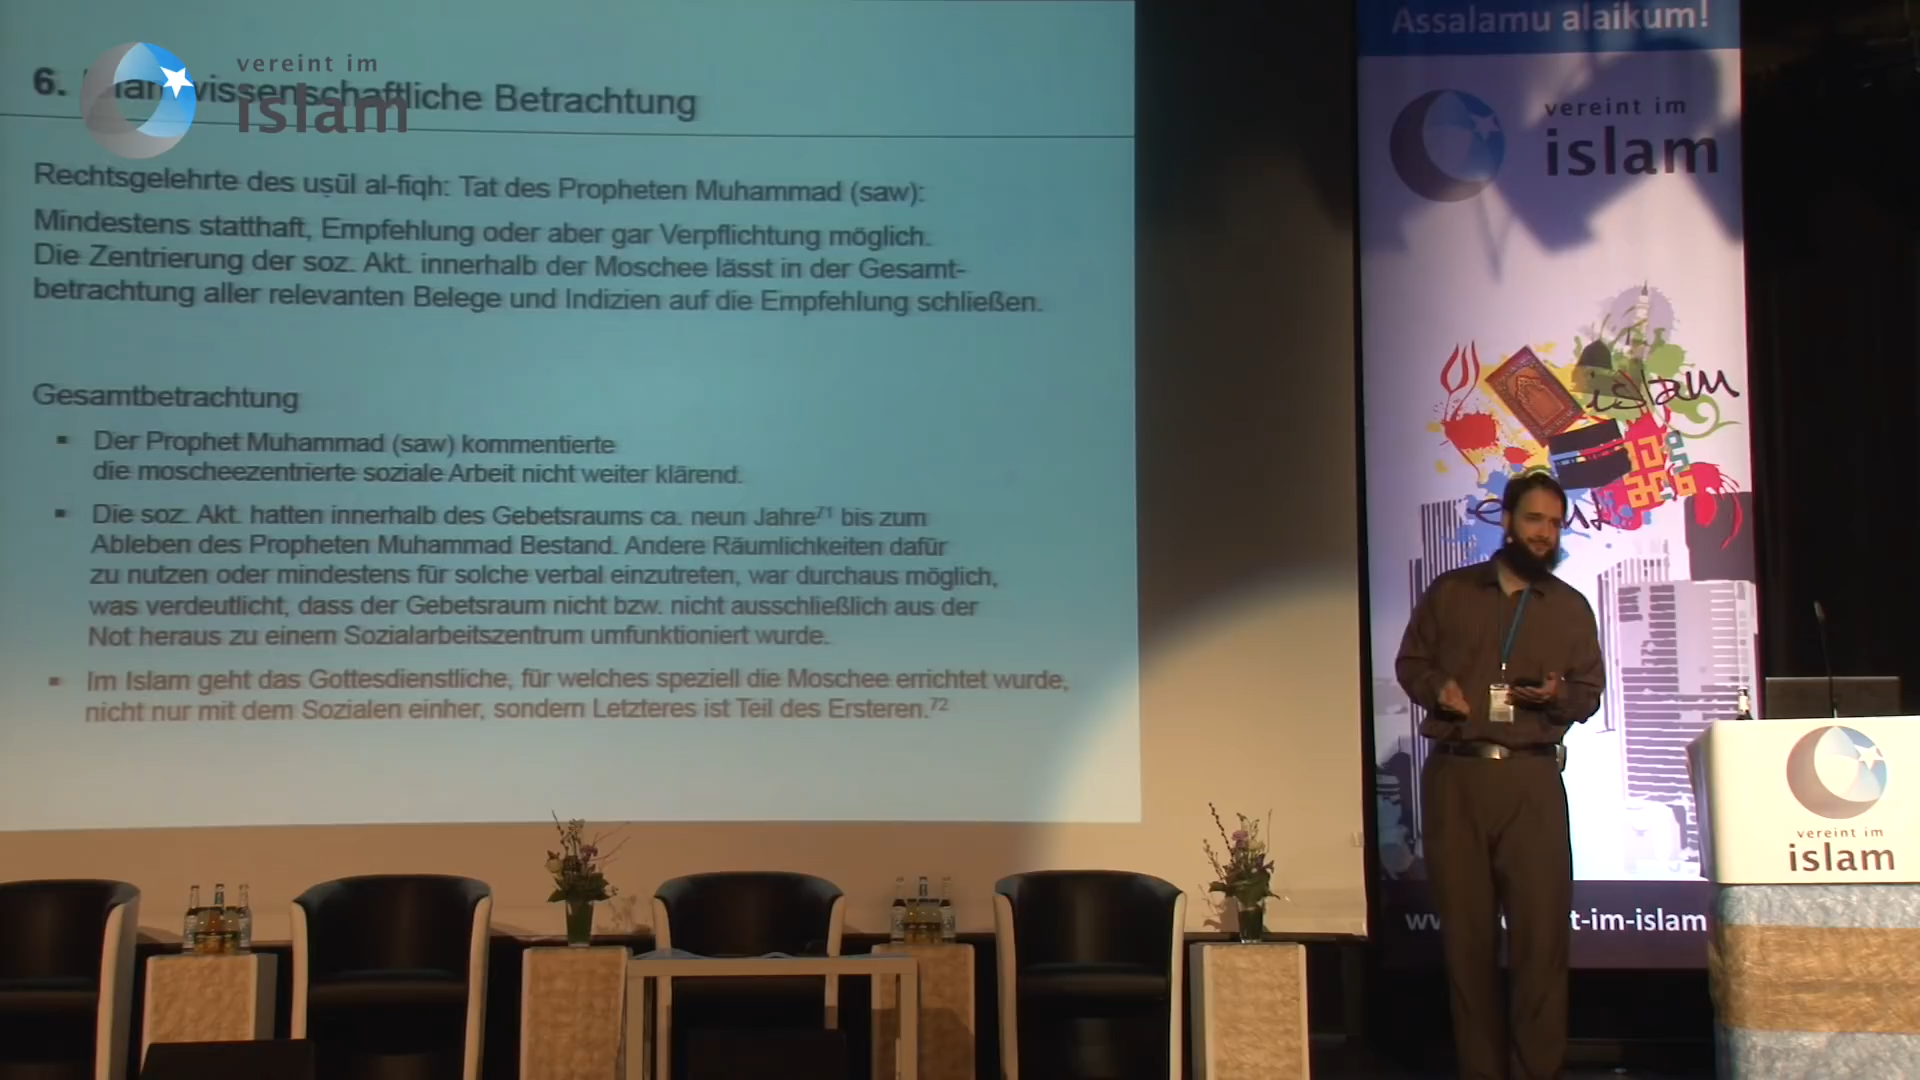 vereint im
islam
6. wissenschaftliche Betrachtung
Rechtsgelehrte des uṣūl al-fiqh: Tat des Propheten Muhammad (saw):
Mindestens statthaft, Empfehlung oder aber gar Verpflichtung möglich.
Die Zentrierung der soz. Akt. innerhalb der Moschee lässt in der Gesamt-
betrachtung aller relevanten Belege und Indizien auf die Empfehlung schließen.
Gesamtbetrachtung
▪ Der Prophet Muhammad (saw) kommentierte
die moscheezentrierte soziale Arbeit nicht weiter klärend.
▪ Die soz. Akt. hatten innerhalb des Gebetsraums ca. neun Jahre⁷¹ bis zum
Ableben des Propheten Muhammad Bestand. Andere Räumlichkeiten dafür
zu nutzen oder mindestens für solche verbal einzutreten, war durchaus möglich,
was verdeutlicht, dass der Gebetsraum nicht bzw. nicht ausschließlich aus der
Not heraus zu einem Sozialarbeitszentrum umfunktioniert wurde.
▪ Im Islam geht das Gottesdienstliche, für welches speziell die Moschee errichtet wurde,
nicht nur mit dem Sozialen einher, sondern Letzteres ist Teil des Ersteren.⁷²
Assalamu alaikum!
vereint im
islam
islam
t-im-islam
vereint im
islam